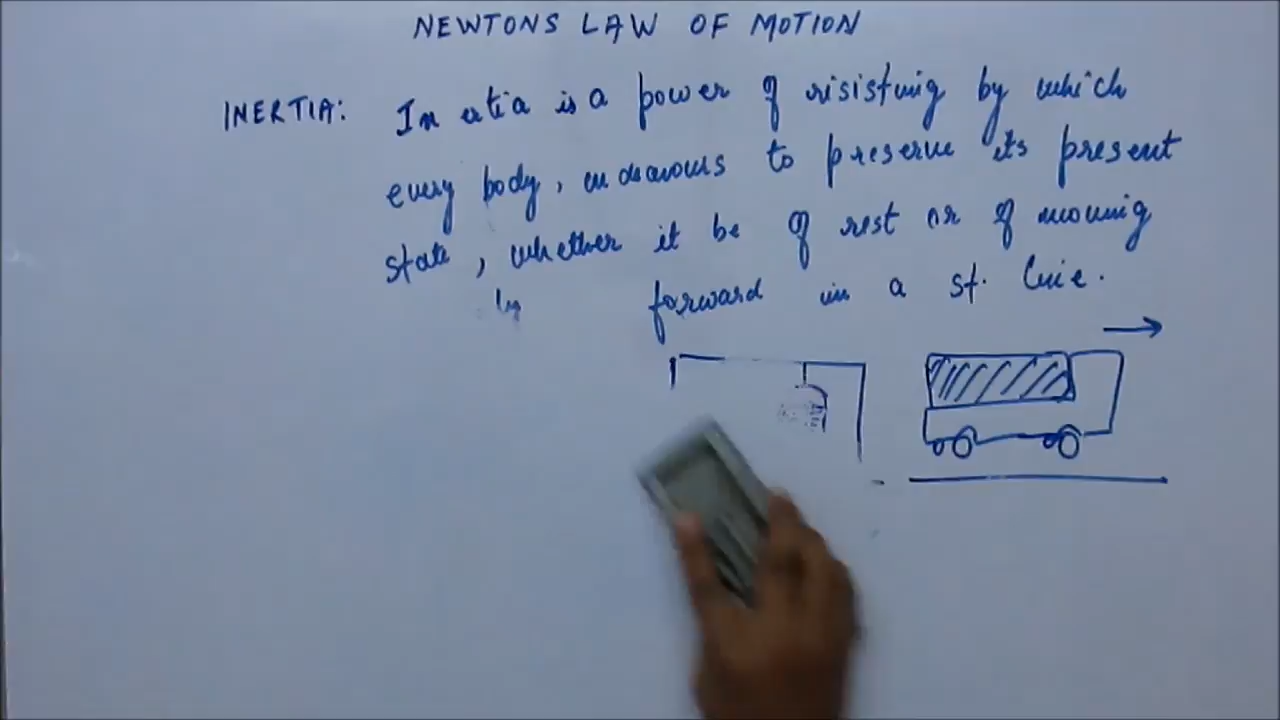 NEWTONS LAW OF MOTION
INERTIA: Inertia is a power of risisting by which
every body, endeavours to preserve its present
state, whether it be of rest or of moving
forward in a st. line.